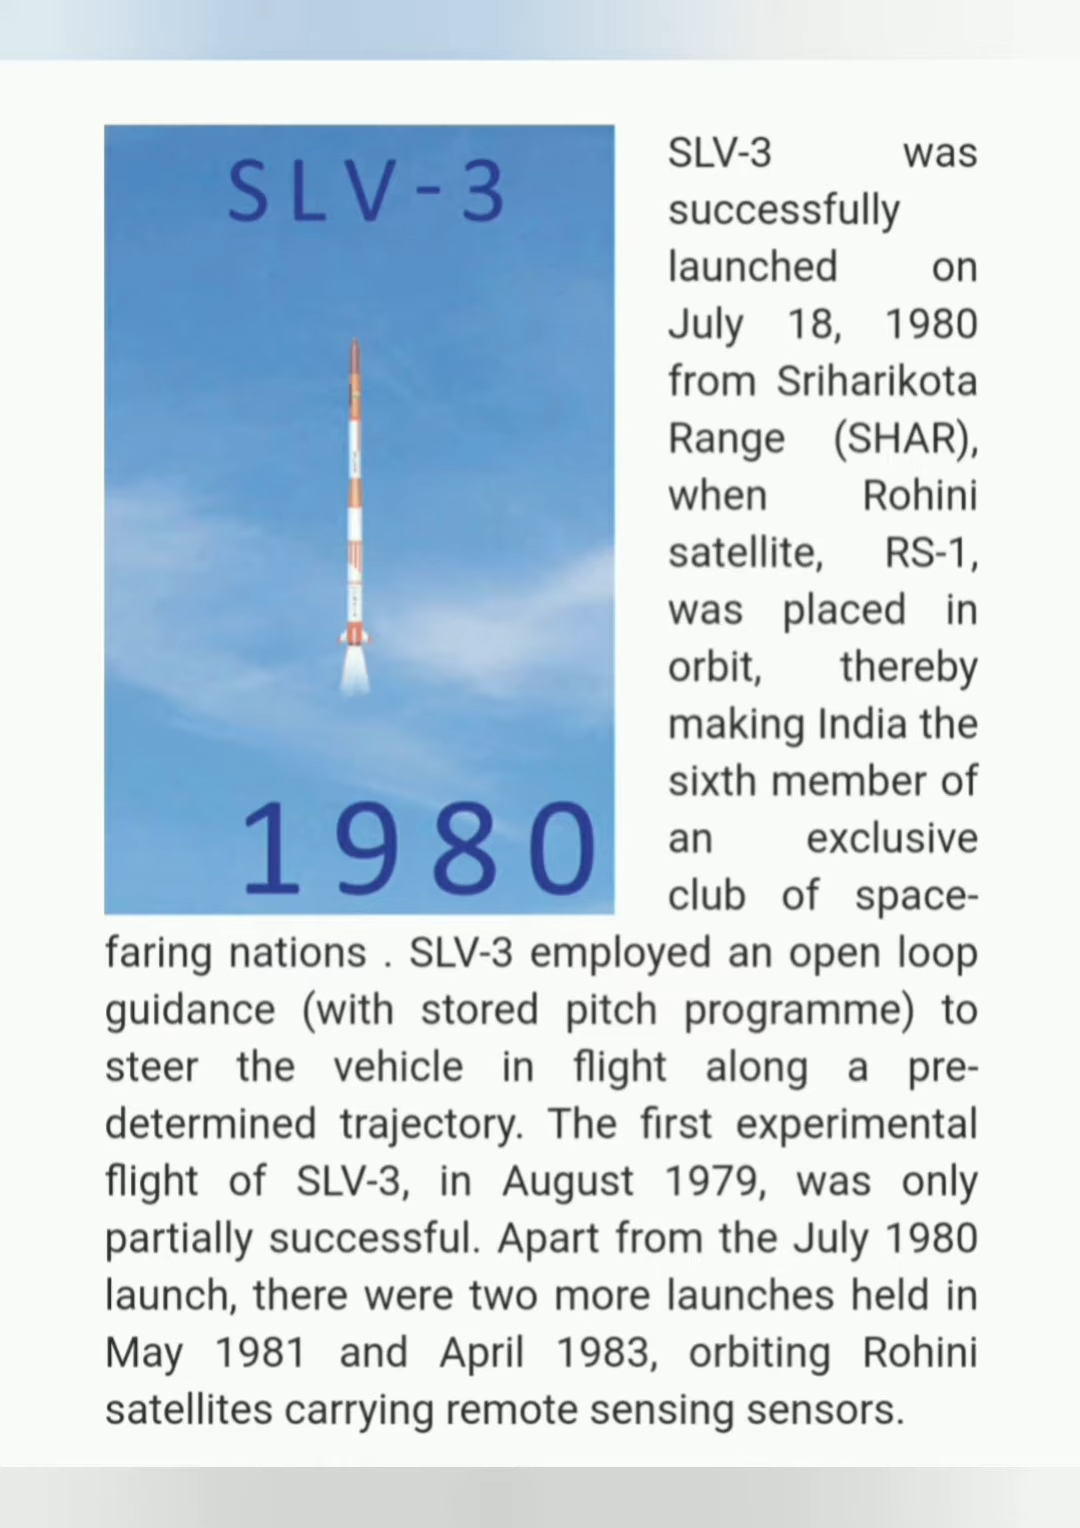 SLV-3
1980
SLV-3 was
successfully
launched on
July 18, 1980
from Sriharikota
Range (SHAR),
when Rohini
satellite, RS-1,
was placed in
orbit, thereby
making India the
sixth member of
an exclusive
club of space-
faring nations . SLV-3 employed an open loop
guidance (with stored pitch programme) to
steer the vehicle in flight along a pre-
determined trajectory. The first experimental
flight of SLV-3, in August 1979, was only
partially successful. Apart from the July 1980
launch, there were two more launches held in
May 1981 and April 1983, orbiting Rohini
satellites carrying remote sensing sensors.